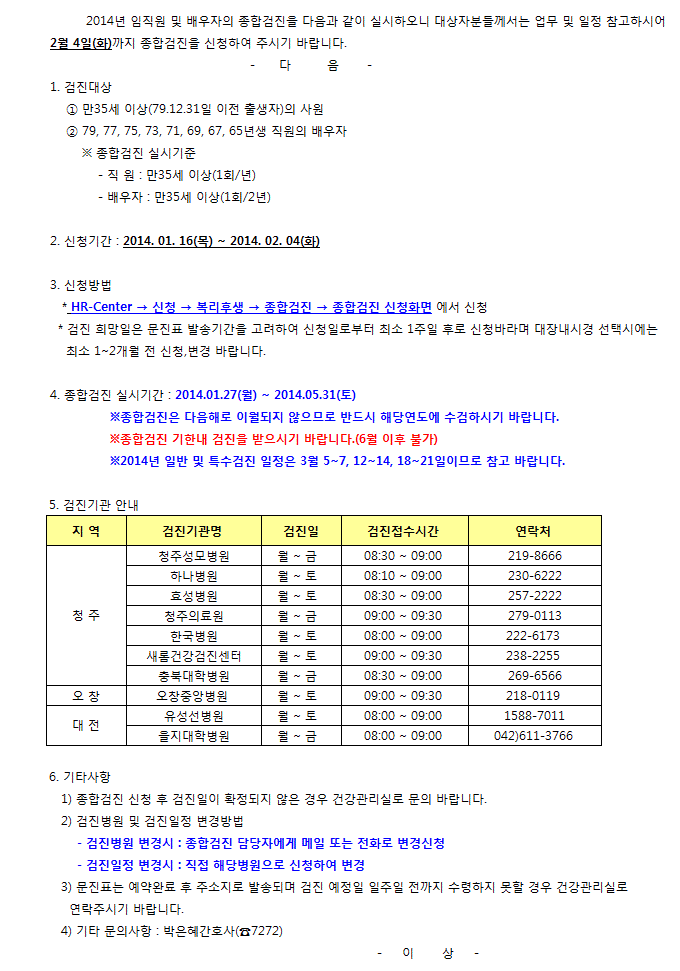 2014년 임직원 및 배우자의 종합검진을 다음과 같이 실시하오니 대상자분들께서는 업무 및 일정 참고하시어
2월 4일(화)까지 종합검진을 신청하여 주시기 바랍니다.
- 다 음 -
1. 검진대상
① 만35세 이상(79.12.31일 이전 출생자)의 사원
② 79, 77, 75, 73, 71, 69, 67, 65년생 직원의 배우자
※ 종합검진 실시기준
- 직 원 : 만35세 이상(1회/년)
- 배우자 : 만35세 이상(1회/2년)
2. 신청기간 : 2014. 01. 16(목) ~ 2014. 02. 04(화)
3. 신청방법
* HR-Center → 신청 → 복리후생 → 종합검진 → 종합검진 신청화면 에서 신청
* 검진 희망일은 문진표 발송기간을 고려하여 신청일로부터 최소 1주일 후로 신청바라며 대장내시경 선택시에는
최소 1~2개월 전 신청,변경 바랍니다.
4. 종합검진 실시기간 : 2014.01.27(월) ~ 2014.05.31(토)
※종합검진은 다음해로 이월되지 않으므로 반드시 해당연도에 수검하시기 바랍니다.
※종합검진 기한내 검진을 받으시기 바랍니다.(6월 이후 불가)
※2014년 일반 및 특수검진 일정은 3월 5~7, 12~14, 18~21일이므로 참고 바랍니다.
5. 검진기관 안내
지 역 검진기관명 검진일 검진접수시간 연락처
청 주 청주성모병원 월 ~ 금 08:30 ~ 09:00 219-8666
하나병원 월 ~ 토 08:10 ~ 09:00 230-6222
효성병원 월 ~ 토 08:30 ~ 09:00 257-2222
청주의료원 월 ~ 금 09:00 ~ 09:30 279-0113
한국병원 월 ~ 토 08:00 ~ 09:00 222-6173
새롬건강검진센터 월 ~ 토 09:00 ~ 09:30 238-2255
충북대학병원 월 ~ 금 08:30 ~ 09:00 269-6566
오 창 오창중앙병원 월 ~ 토 09:00 ~ 09:30 218-0119
대 전 유성선병원 월 ~ 토 08:00 ~ 09:00 1588-7011
을지대학병원 월 ~ 금 08:00 ~ 09:00 042)611-3766
6. 기타사항
1) 종합검진 신청 후 검진일이 확정되지 않은 경우 건강관리실로 문의 바랍니다.
2) 검진병원 및 검진일정 변경방법
- 검진병원 변경시 : 종합검진 담당자에게 메일 또는 전화로 변경신청
- 검진일정 변경시 : 직접 해당병원으로 신청하여 변경
3) 문진표는 예약완료 후 주소지로 발송되며 검진 예정일 일주일 전까지 수령하지 못할 경우 건강관리실로
연락주시기 바랍니다.
4) 기타 문의사항 : 박은혜간호사(☎7272)
- 이 상 -